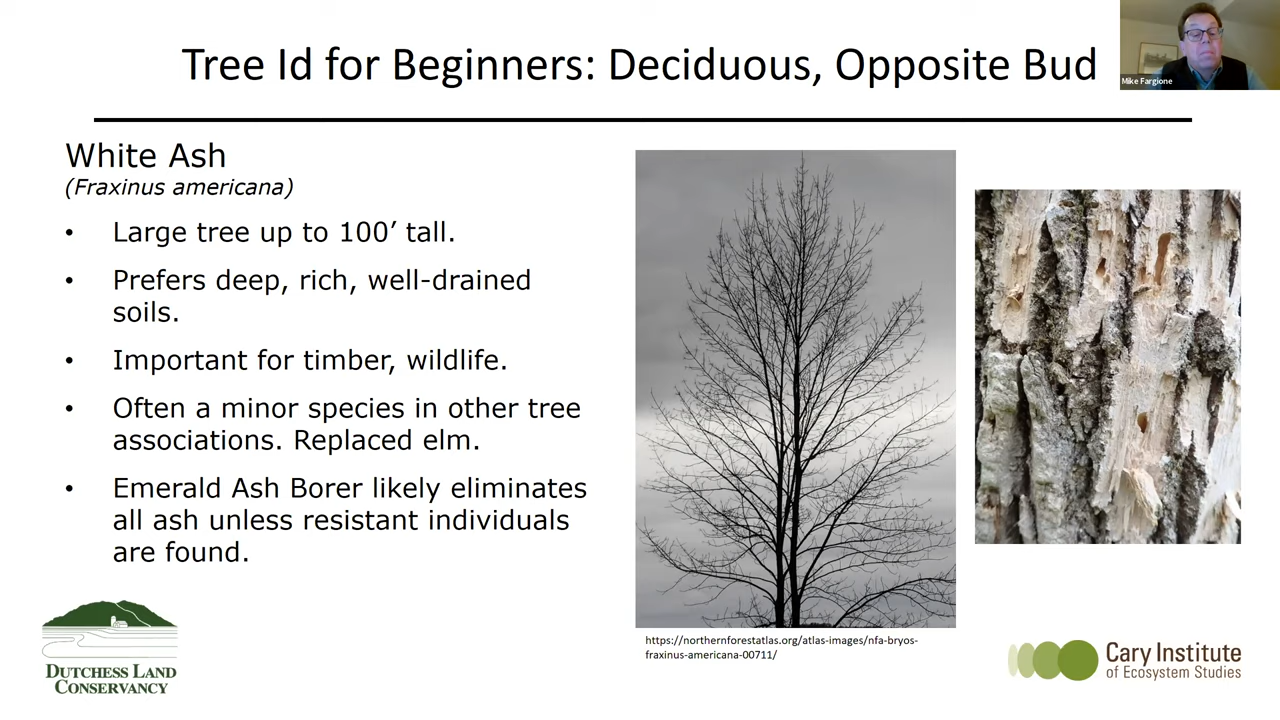 Tree Id for Beginners: Deciduous, Opposite Bud
Mike Fargione
White Ash
(Fraxinus americana)
• Large tree up to 100’ tall.
• Prefers deep, rich, well-drained
soils.
• Important for timber, wildlife.
• Often a minor species in other tree
associations. Replaced elm.
• Emerald Ash Borer likely eliminates
all ash unless resistant individuals
are found.
https://northernforestatlas.org/atlas-images/nfa-bryos-
fraxinus-americana-00711/
DUTCHESS LAND
CONSERVANCY
Cary Institute
of Ecosystem Studies